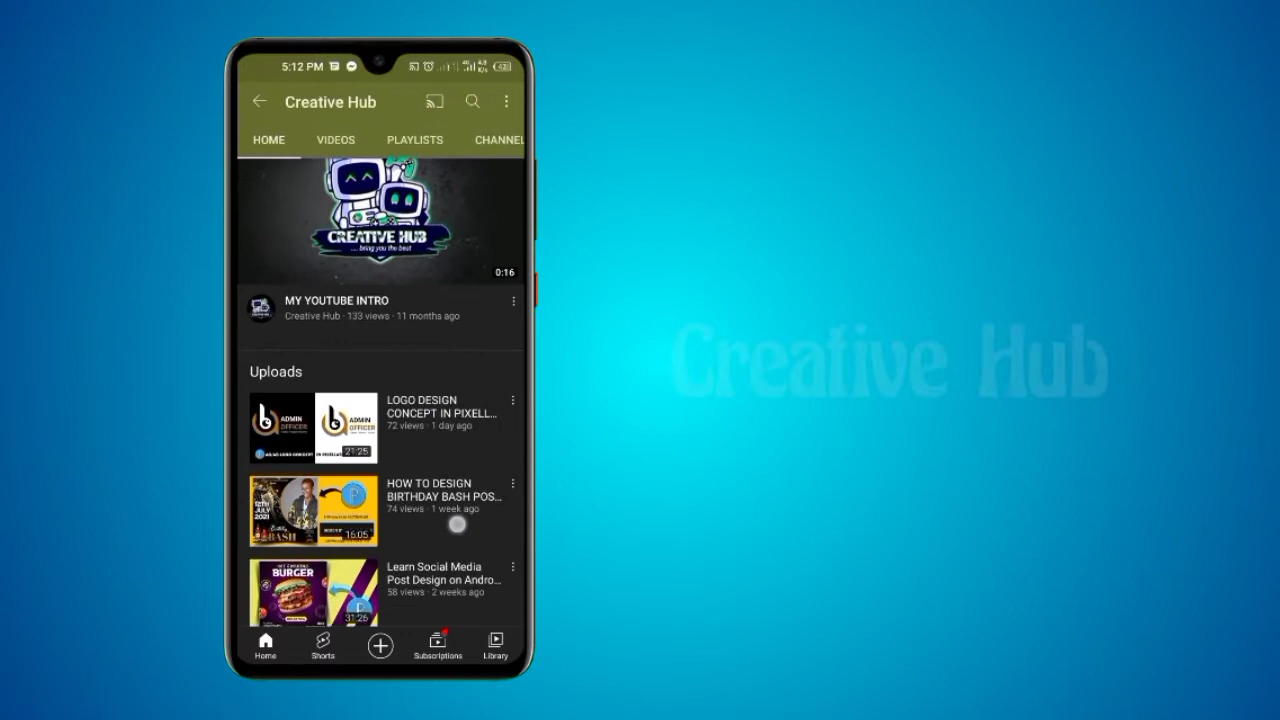 5:12 PM
Creative Hub
HOME VIDEOS PLAYLISTS CHANNEL
CREATIVE HUB
.... bring you the best
0:16
MY YOUTUBE INTRO
Creative Hub · 133 views · 11 months ago
Uploads
ADMIN
OFFICER
ADMIN
OFFICER
21:25
LOGO DESIGN
CONCEPT IN PIXELL...
72 views · 1 day ago
12TH
JULY
2021
BASH
16:05
HOW TO DESIGN
BIRTHDAY BASH POS...
74 views · 1 week ago
BURGER
31:26
Learn Social Media
Post Design on Andro...
58 views · 2 weeks ago
Home Shorts Subscriptions Library
Creative Hub